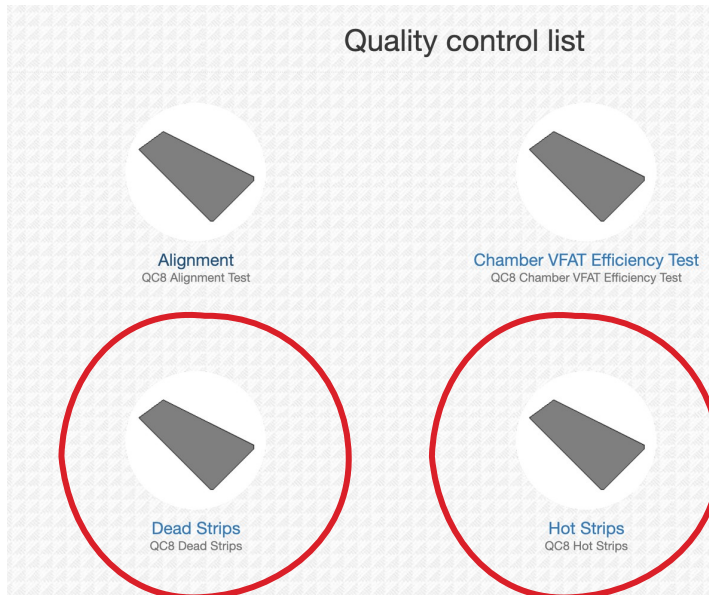 Quality control list
Alignment
QC8 Alignment Test
Chamber VFAT Efficiency Test
QC8 Chamber VFAT Efficiency Test
Dead Strips
QC8 Dead Strips
Hot Strips
QC8 Hot Strips